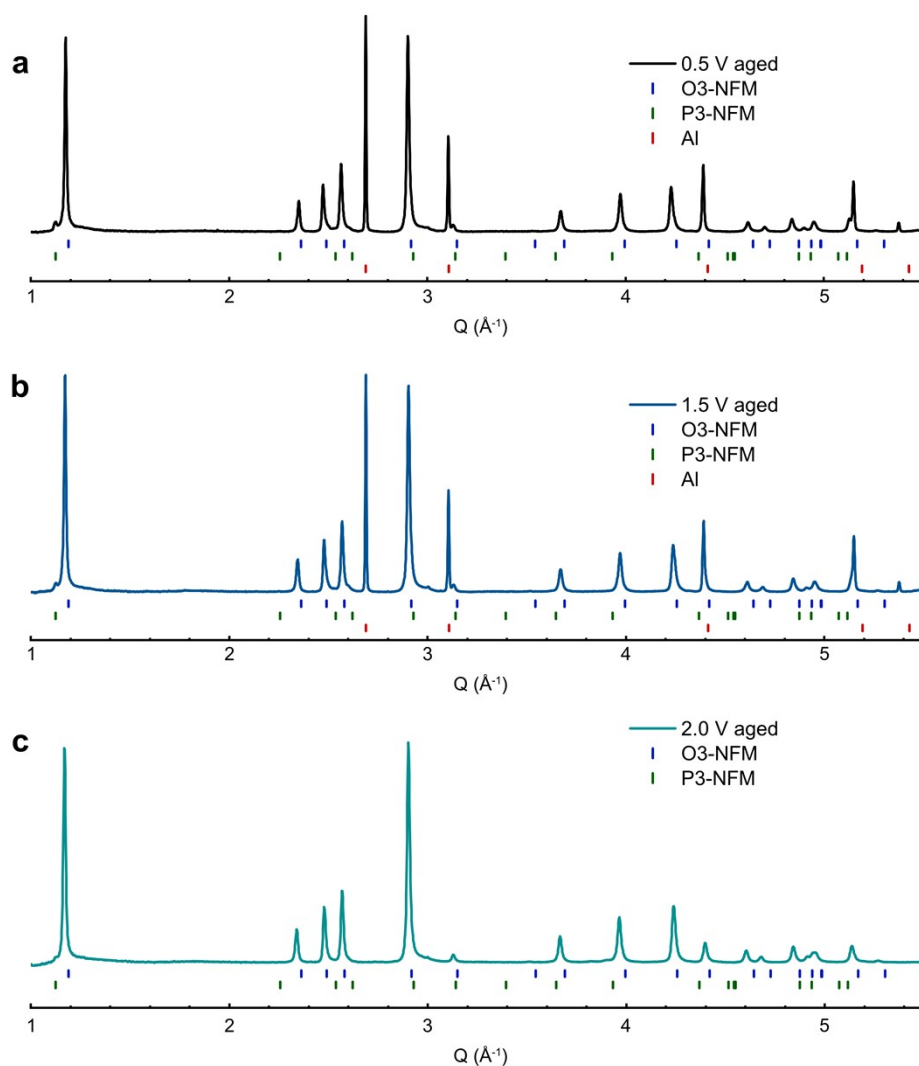 a
0.5 V aged
O3-NFM
P3-NFM
Al
1 2 3 4 5
Q (Å⁻¹)
b
1.5 V aged
O3-NFM
P3-NFM
Al
1 2 3 4 5
Q (Å⁻¹)
c
2.0 V aged
O3-NFM
P3-NFM
1 2 3 4 5
Q (Å⁻¹)